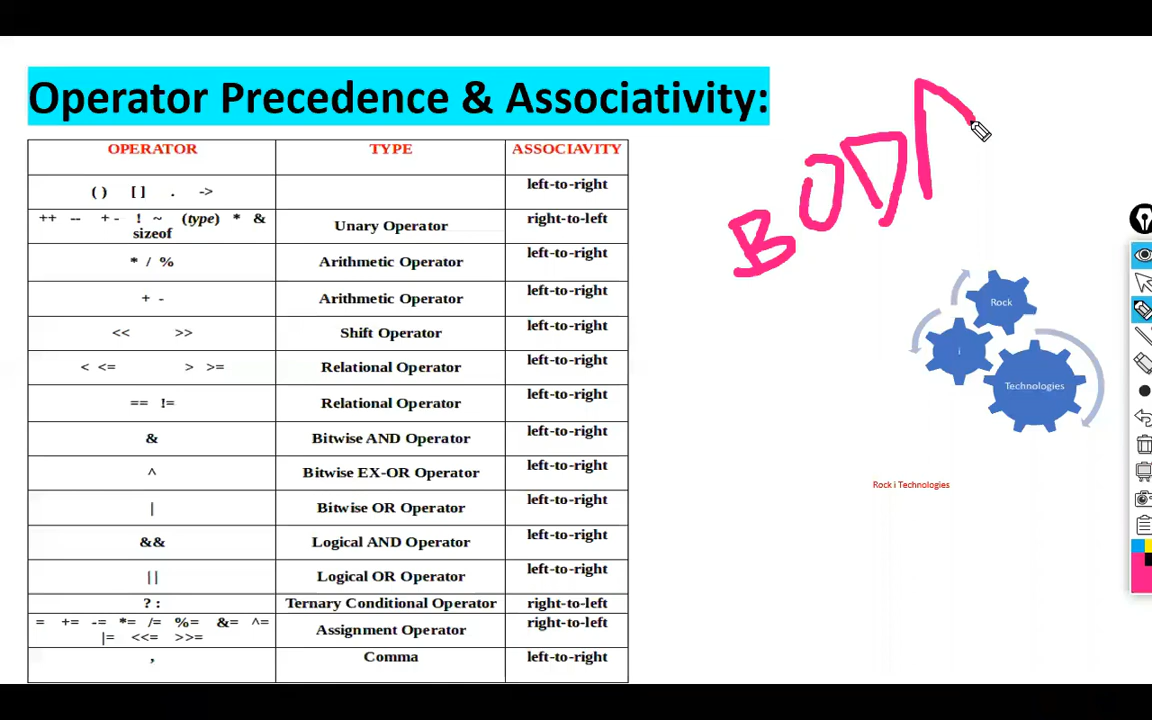 Operator Precedence & Associativity:
BOD
OPERATOR TYPE ASSOCIAVITY
( ) [ ] . -> left-to-right
++ -- + - ! ~ (type) * & sizeof Unary Operator right-to-left
* / % Arithmetic Operator left-to-right
+ - Arithmetic Operator left-to-right
<< >> Shift Operator left-to-right
< <= > >= Relational Operator left-to-right
== != Relational Operator left-to-right
& Bitwise AND Operator left-to-right
^ Bitwise EX-OR Operator left-to-right
| Bitwise OR Operator left-to-right
&& Logical AND Operator left-to-right
|| Logical OR Operator left-to-right
? : Ternary Conditional Operator right-to-left
= += -= *= /= %= &= ^= |= <<= >>= Assignment Operator right-to-left
, Comma left-to-right
Rock
i
Technologies
Rock i Technologies